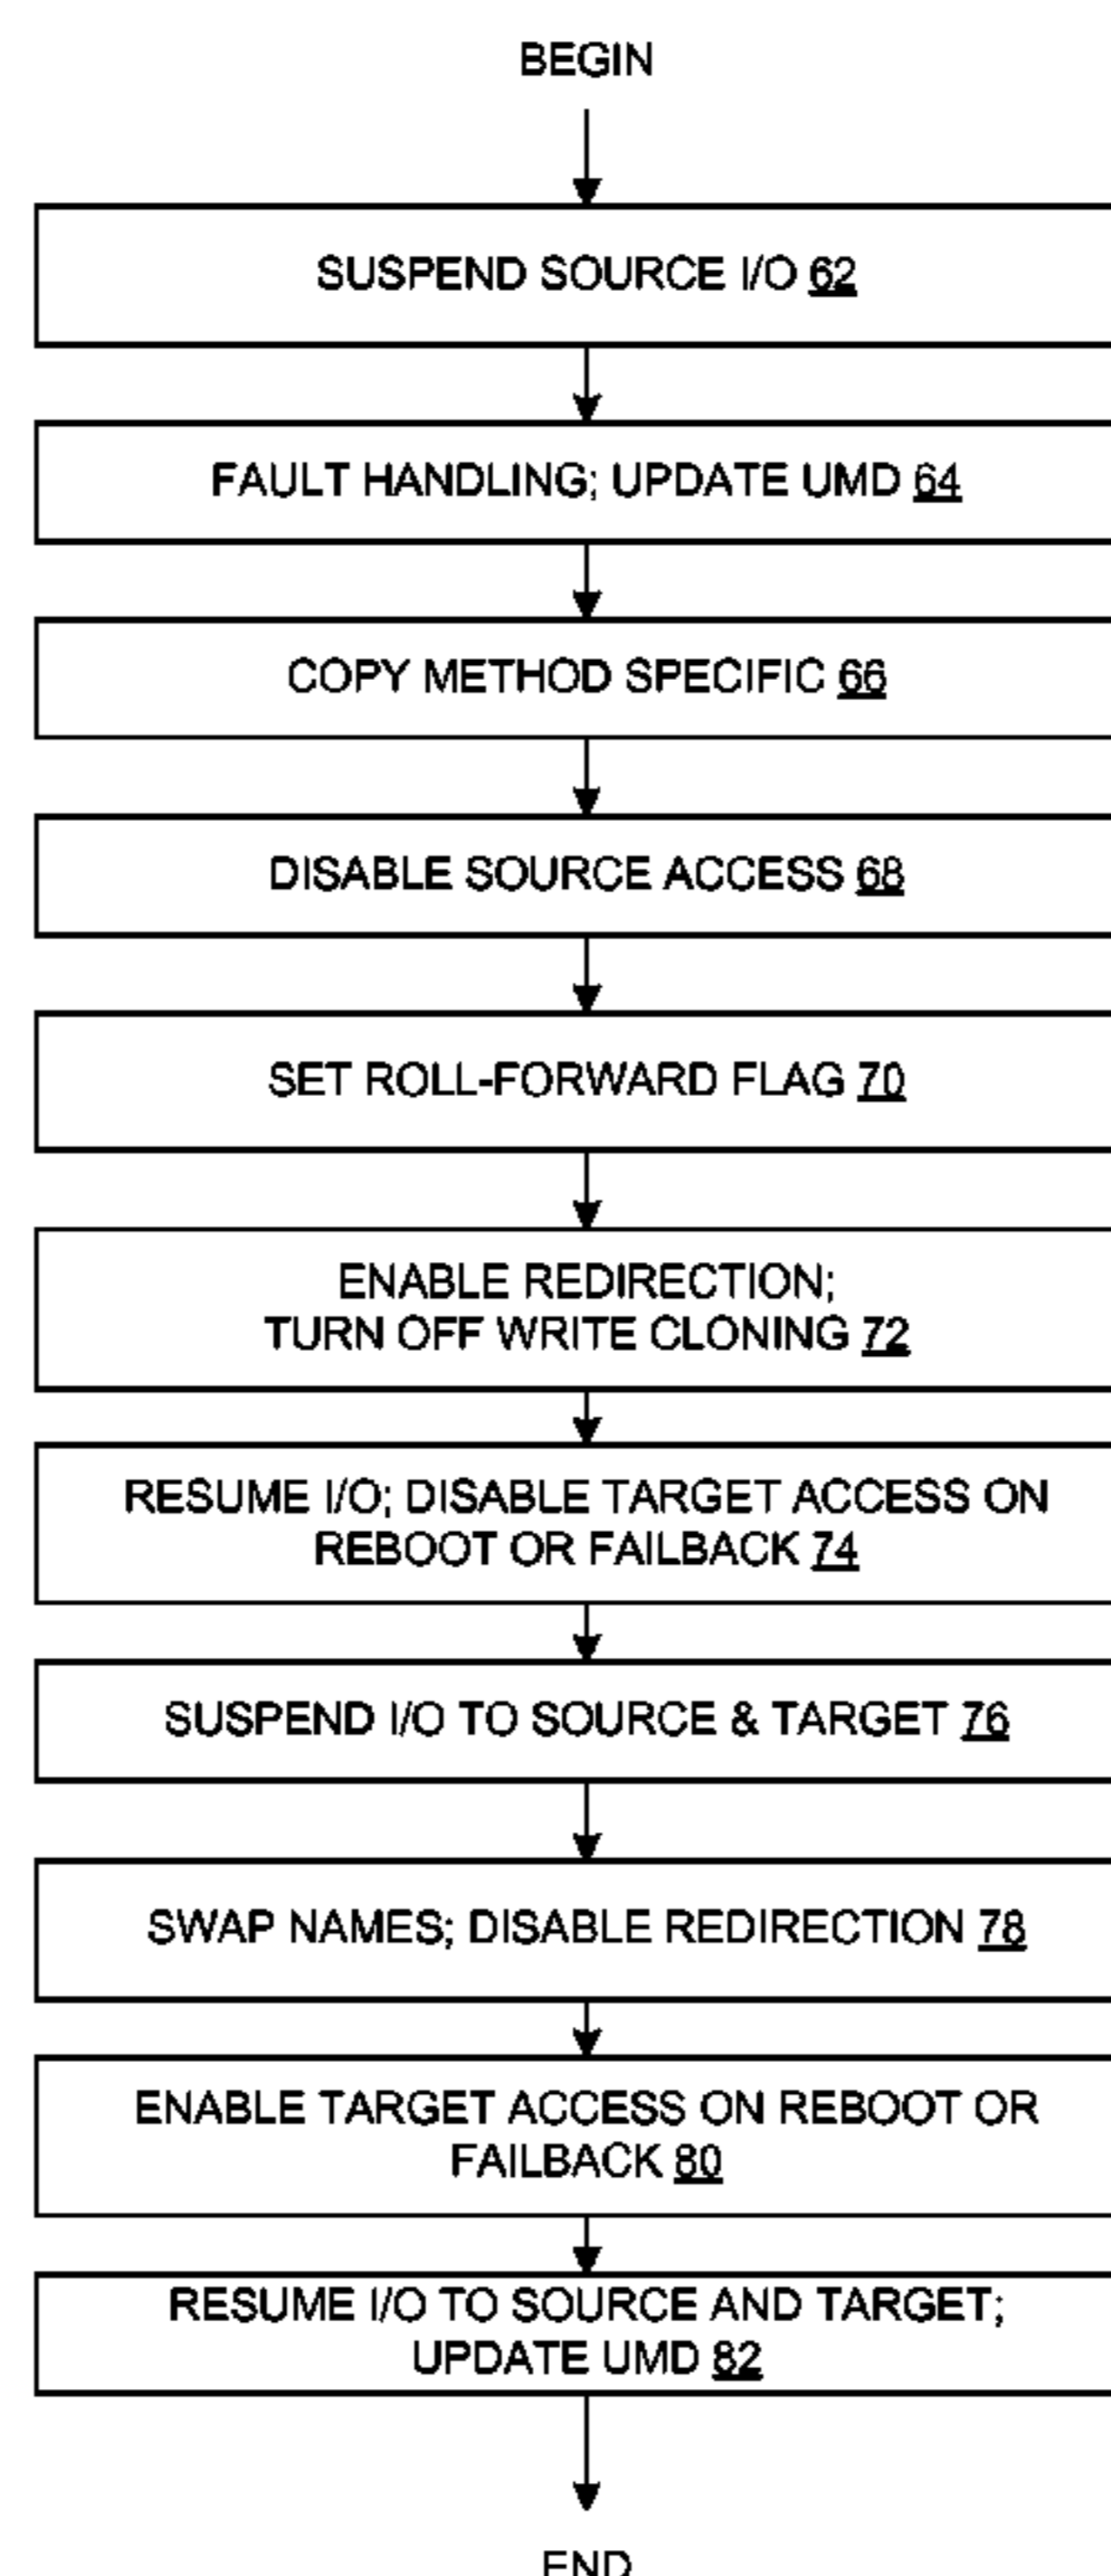 BEGIN
SUSPEND SOURCE I/O 62
FAULT HANDLING; UPDATE UMD 64
COPY METHOD SPECIFIC 66
DISABLE SOURCE ACCESS 68
SET ROLL-FORWARD FLAG 70
ENABLE REDIRECTION;
TURN OFF WRITE CLONING 72
RESUME I/O; DISABLE TARGET ACCESS ON
REBOOT OR FAILBACK 74
SUSPEND I/O TO SOURCE & TARGET 76
SWAP NAMES; DISABLE REDIRECTION 78
ENABLE TARGET ACCESS ON REBOOT OR
FAILBACK 80
RESUME I/O TO SOURCE AND TARGET;
UPDATE UMD 82
END